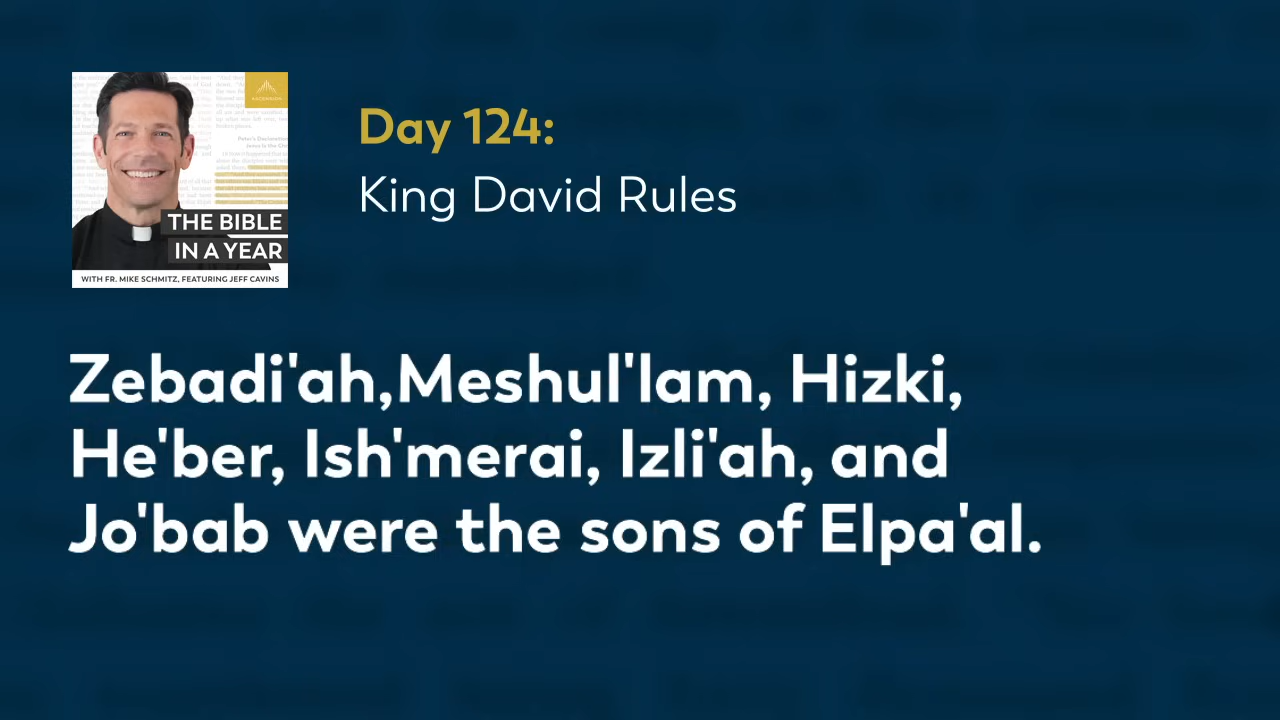 ASCENSION
THE BIBLE
IN A YEAR
WITH FR. MIKE SCHMITZ, FEATURING JEFF CAVINS
Day 124:
King David Rules
Zebadi'ah,Meshul'lam, Hizki,
He'ber, Ish'merai, Izli'ah, and
Jo'bab were the sons of Elpa'al.